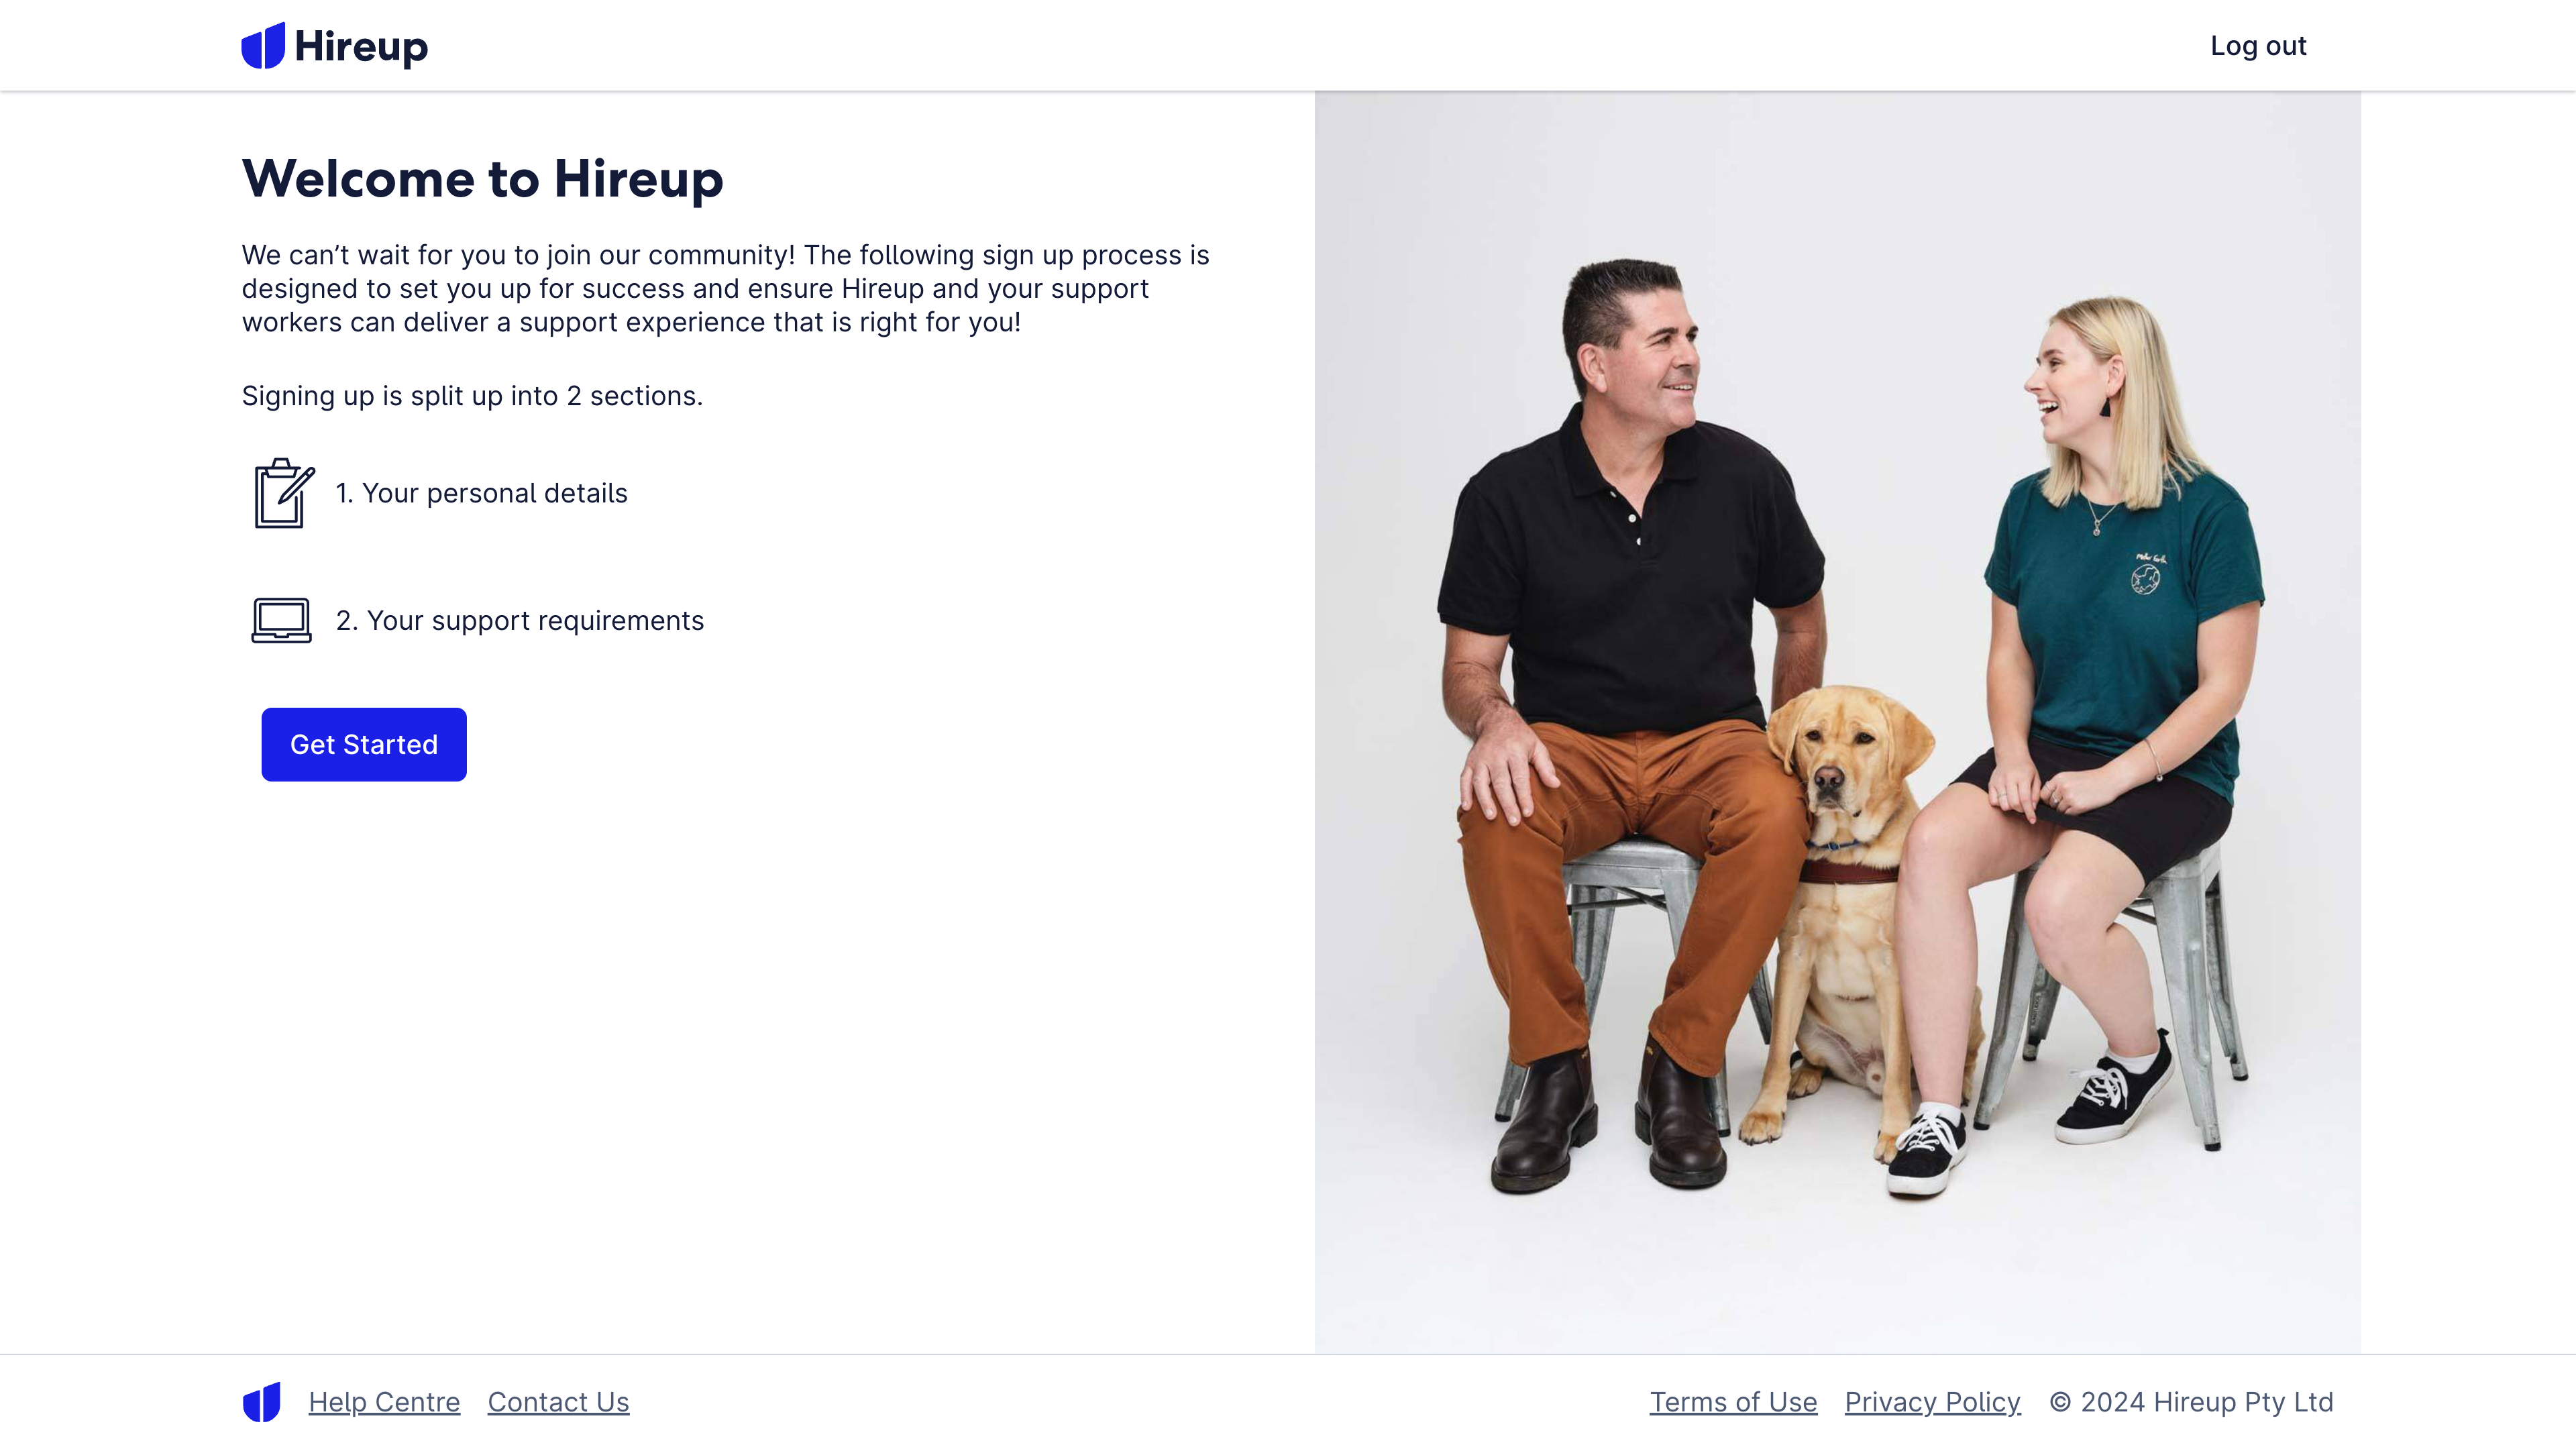 Hireup
Log out
Welcome to Hireup
We can’t wait for you to join our community! The following sign up process is
designed to set you up for success and ensure Hireup and your support
workers can deliver a support experience that is right for you!
Signing up is split up into 2 sections.
1. Your personal details
2. Your support requirements
Get Started
Help Centre
Contact Us
Terms of Use
Privacy Policy
© 2024 Hireup Pty Ltd